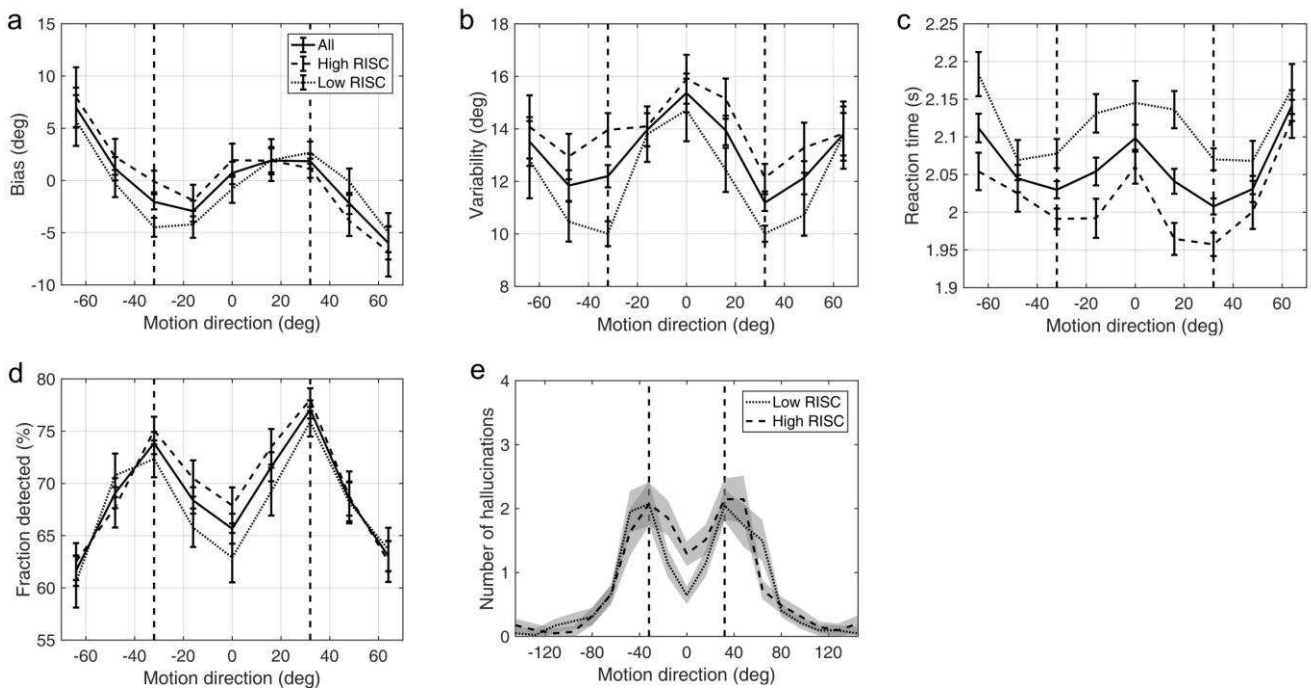 a
15
10
5
0
-5
-10
Bias (deg)
All
High RISC
Low RISC
-60 -40 -20 0 20 40 60
Motion direction (deg)
b
18
16
14
12
10
8
Variability (deg)
-60 -40 -20 0 20 40 60
Motion direction (deg)
c
2.25
2.2
2.15
2.1
2.05
2
1.95
1.9
Reaction time (s)
-60 -40 -20 0 20 40 60
Motion direction (deg)
d
80
75
70
65
60
55
Fraction detected (%)
-60 -40 -20 0 20 40 60
Motion direction (deg)
e
4
3
2
1
0
Number of hallucinations
Low RISC
High RISC
-120 -80 -40 0 40 80 120
Motion direction (deg)